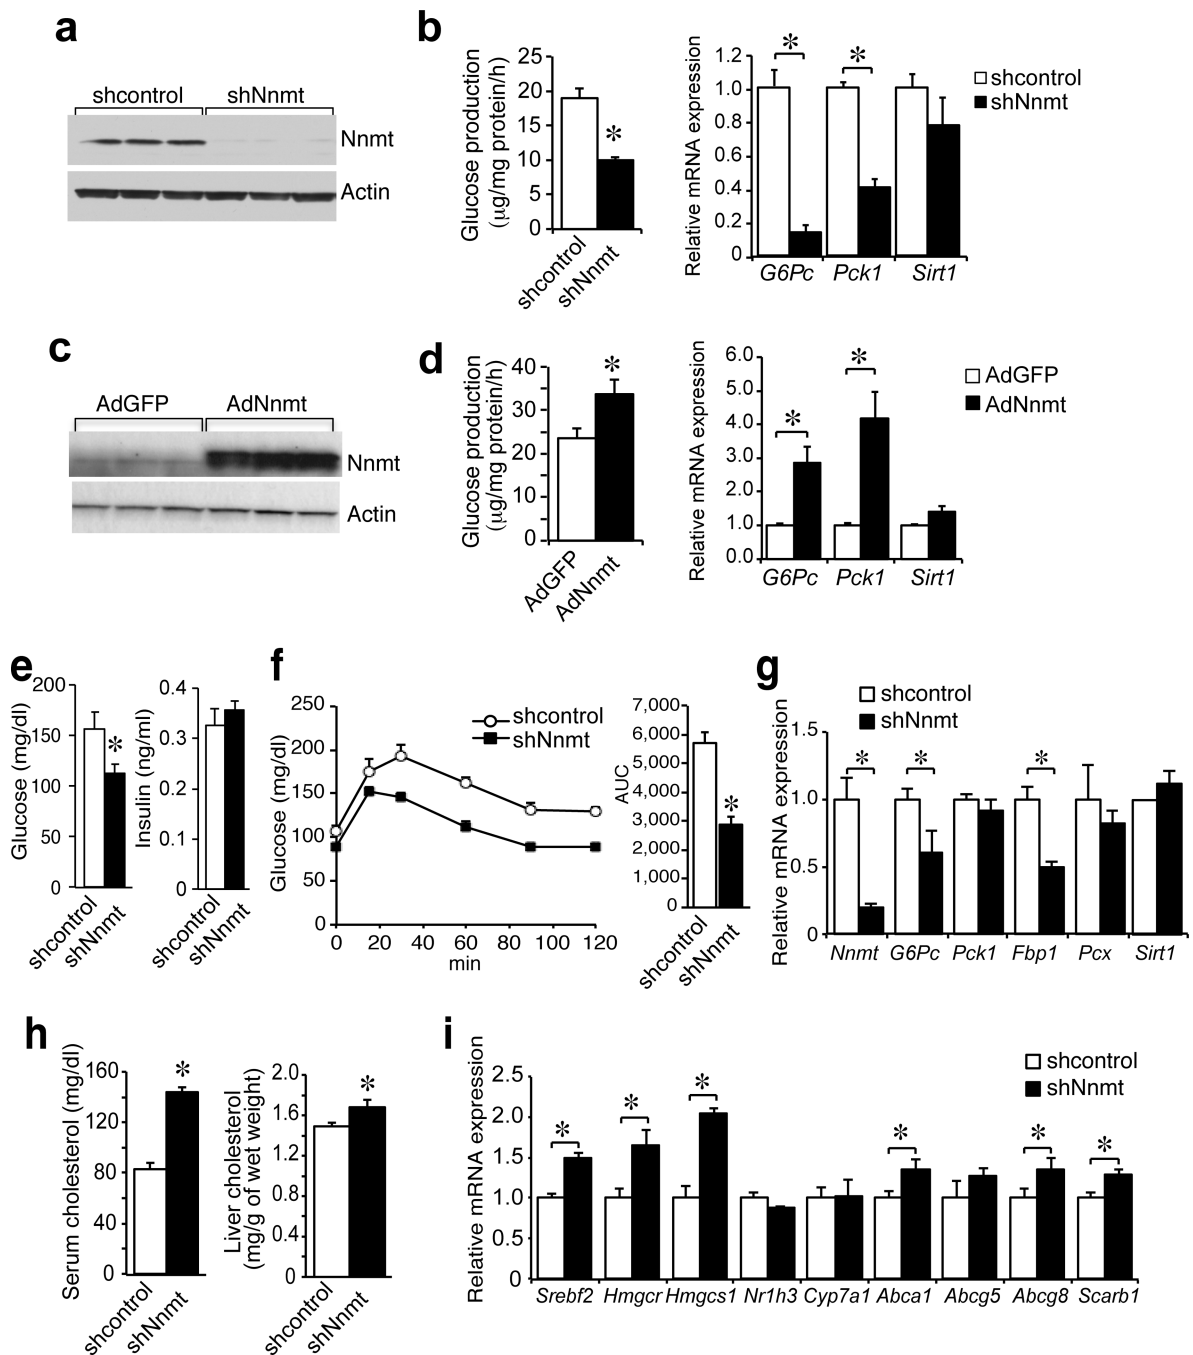 a
shcontrol shNnmt
Nnmt
Actin
b
Glucose production
(μg/mg protein/h)
25
20
15
10
5
0
*
shcontrol
shNnmt
Relative mRNA expression
1.2
1.0
0.8
0.6
0.4
0.2
0
* *
G6Pc Pck1 Sirt1
shcontrol
shNnmt
c
AdGFP AdNnmt
Nnmt
Actin
d
Glucose production
(μg/mg protein/h)
40
30
20
10
0
*
AdGFP
AdNnmt
Relative mRNA expression
6.0
5.0
4.0
3.0
2.0
1.0
0.0
* *
G6Pc Pck1 Sirt1
AdGFP
AdNnmt
e
Glucose (mg/dl)
200
150
100
50
0
*
shcontrol
shNnmt
Insulin (ng/ml)
0.4
0.3
0.2
0.1
0
shcontrol
shNnmt
f
Glucose (mg/dl)
250
200
150
100
50
0
0 20 40 60 80 100 120
min
shcontrol
shNnmt
AUC
7,000
6,000
5,000
4,000
3,000
2,000
1,000
0
*
shcontrol
shNnmt
g
shcontrol
shNnmt
Relative mRNA expression
1.5
1.0
0.5
0
* * *
Nnmt G6Pc Pck1 Fbp1 Pcx Sirt1
h
Serum cholesterol (mg/dl)
160
120
80
40
0
*
shcontrol
shNnmt
Liver cholesterol
(mg/g of wet weight)
2.0
1.6
1.2
0.8
0.4
0
*
shcontrol
shNnmt
i
Relative mRNA expression
2.5
2.0
1.5
1.0
0.5
0
* * * * * *
Srebf2 Hmgcr Hmgcs1 Nr1h3 Cyp7a1 Abca1 Abcg5 Abcg8 Scarb1
shcontrol
shNnmt